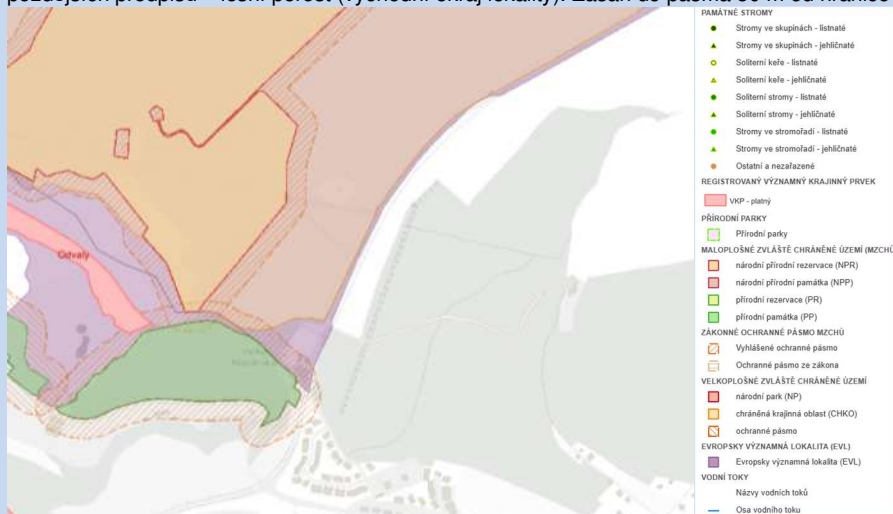 Údvaly
PAMÁTNÉ STROMY
Stromy ve skupinách - listnaté
Stromy ve skupinách - jehličnaté
Soliterní keře - listnaté
Soliterní keře - jehličnaté
Soliterní stromy - listnaté
Soliterní stromy - jehličnaté
Stromy ve stromořadí - listnaté
Stromy ve stromořadí - jehličnaté
Ostatní a nezařazené
REGISTROVANÝ VÝZNAMNÝ KRAJINNÝ PRVEK
VKP - platný
PŘÍRODNÍ PARKY
Přírodní parky
MALOPLOŠNÉ ZVLÁŠTĚ CHRÁNĚNÉ ÚZEMÍ (MZCHÚ
národní přírodní rezervace (NPR)
národní přírodní památka (NPP)
přírodní rezervace (PR)
přírodní památka (PP)
ZÁKONNÉ OCHRANNÉ PÁSMO MZCHÚ
Vyhlášené ochranné pásmo
Ochranné pásmo ze zákona
VELKOPLOŠNÉ ZVLÁŠTĚ CHRÁNĚNÉ ÚZEMÍ
národní park (NP)
chráněná krajinná oblast (CHKO)
ochranné pásmo
EVROPSKY VÝZNAMNÁ LOKALITA (EVL)
Evropsky významná lokalita (EVL)
VODNÍ TOKY
Názvy vodních toků
Osa vodního toku